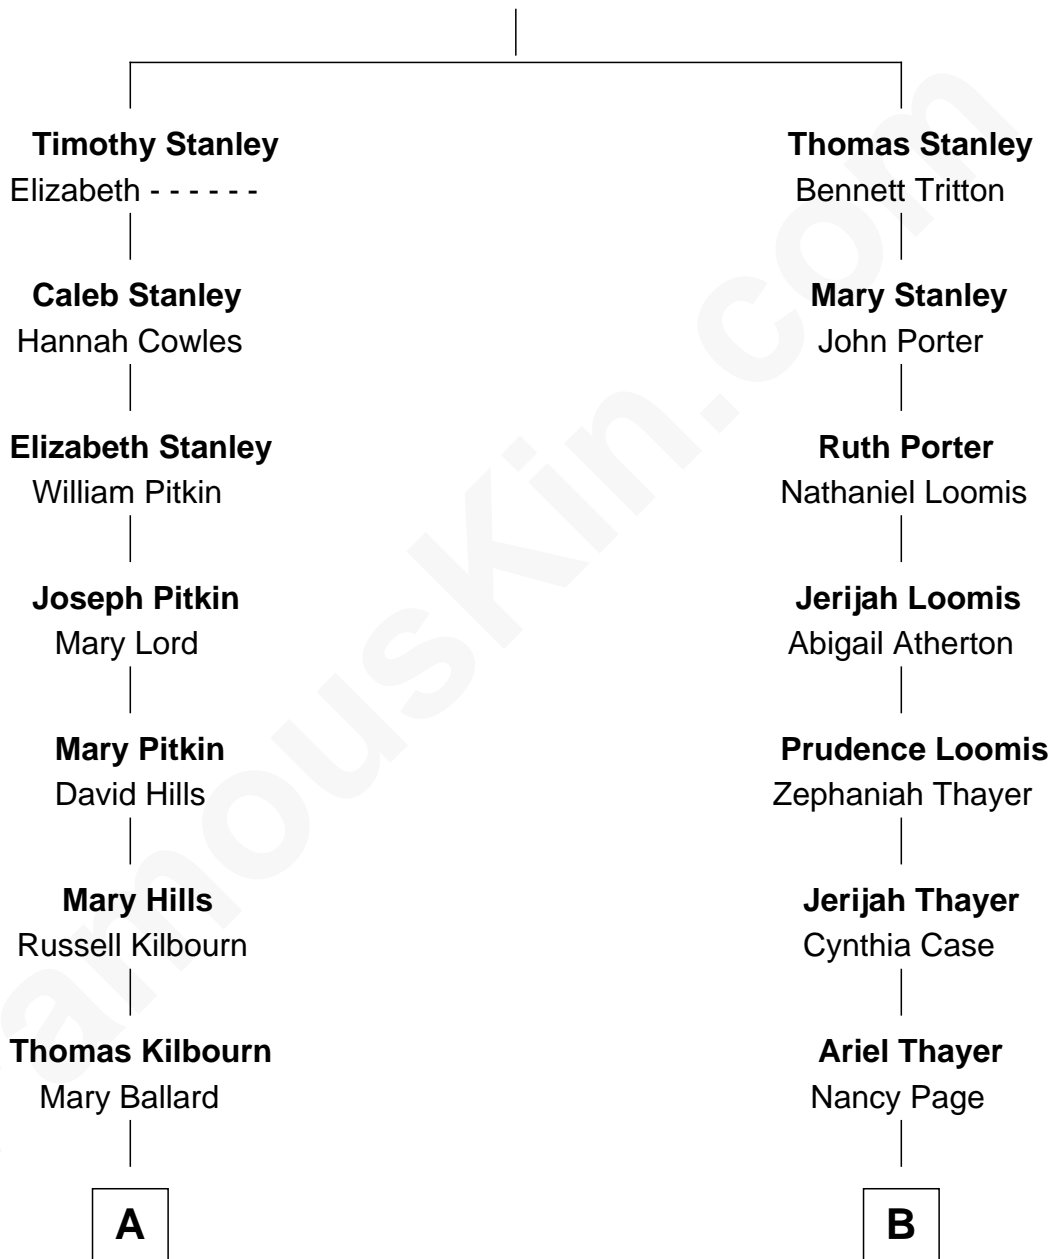 Timothy Stanley
Elizabeth - - - - - -
Caleb Stanley
Hannah Cowles
Elizabeth Stanley
William Pitkin
Joseph Pitkin
Mary Lord
Mary Pitkin
David Hills
Mary Hills
Russell Kilbourn
Thomas Kilbourn
Mary Ballard
A
Thomas Stanley
Bennett Tritton
Mary Stanley
John Porter
Ruth Porter
Nathaniel Loomis
Jerijah Loomis
Abigail Atherton
Prudence Loomis
Zephaniah Thayer
Jerijah Thayer
Cynthia Case
Ariel Thayer
Nancy Page
B
amousKin.com